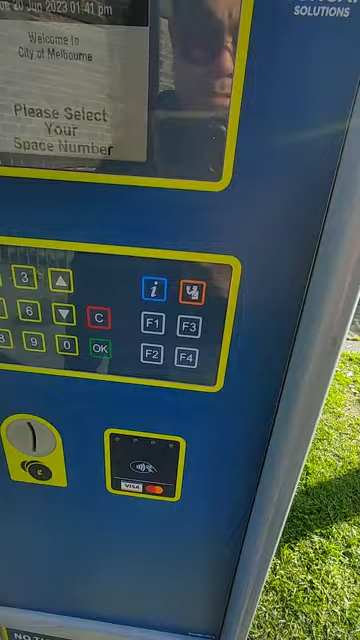 20 Jun 2023 01:41 pm
SOLUTIONS
Welcome to
City of Melbourne
Please Select
Your
Space Number
3
i
6
C
F1
F3
9
0
OK
F2
F4
VISA